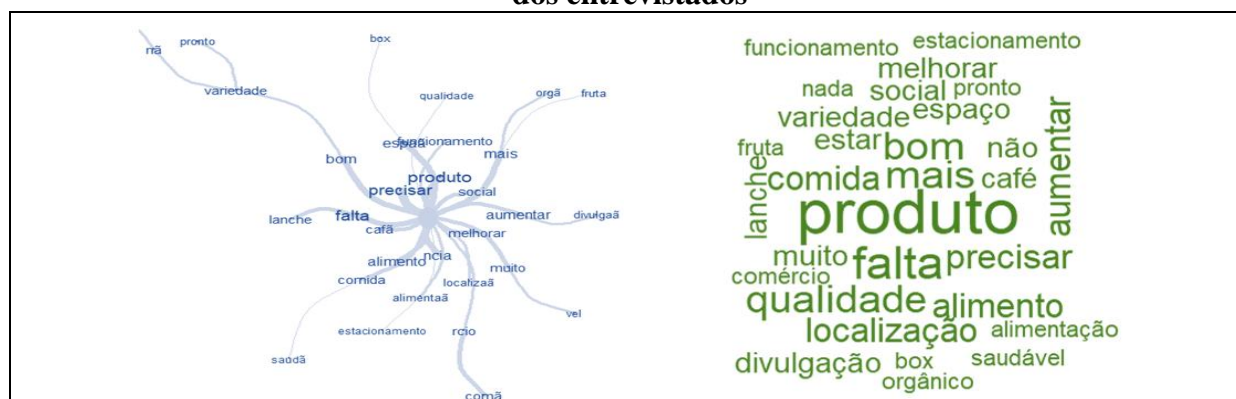 dos entrevistados
box
pronto
rrã
variedade
qualidade
orgã fruta
funcionamento
mais
bom
produto
precisar social
lanche falta aumentar divulgaã
cafã melhorar
alimento ncia
muito
comida localizaã
alimentaã
vel
estacionamento rcio
saudã
comã
funcionamento estacionamento
melhorar
nada social pronto
variedade espaço
fruta estar bom não aumentar
lanche comida mais café
produto
muito falta precisar
comércio
qualidade alimento
localização alimentação
divulgação box saudável
orgânico